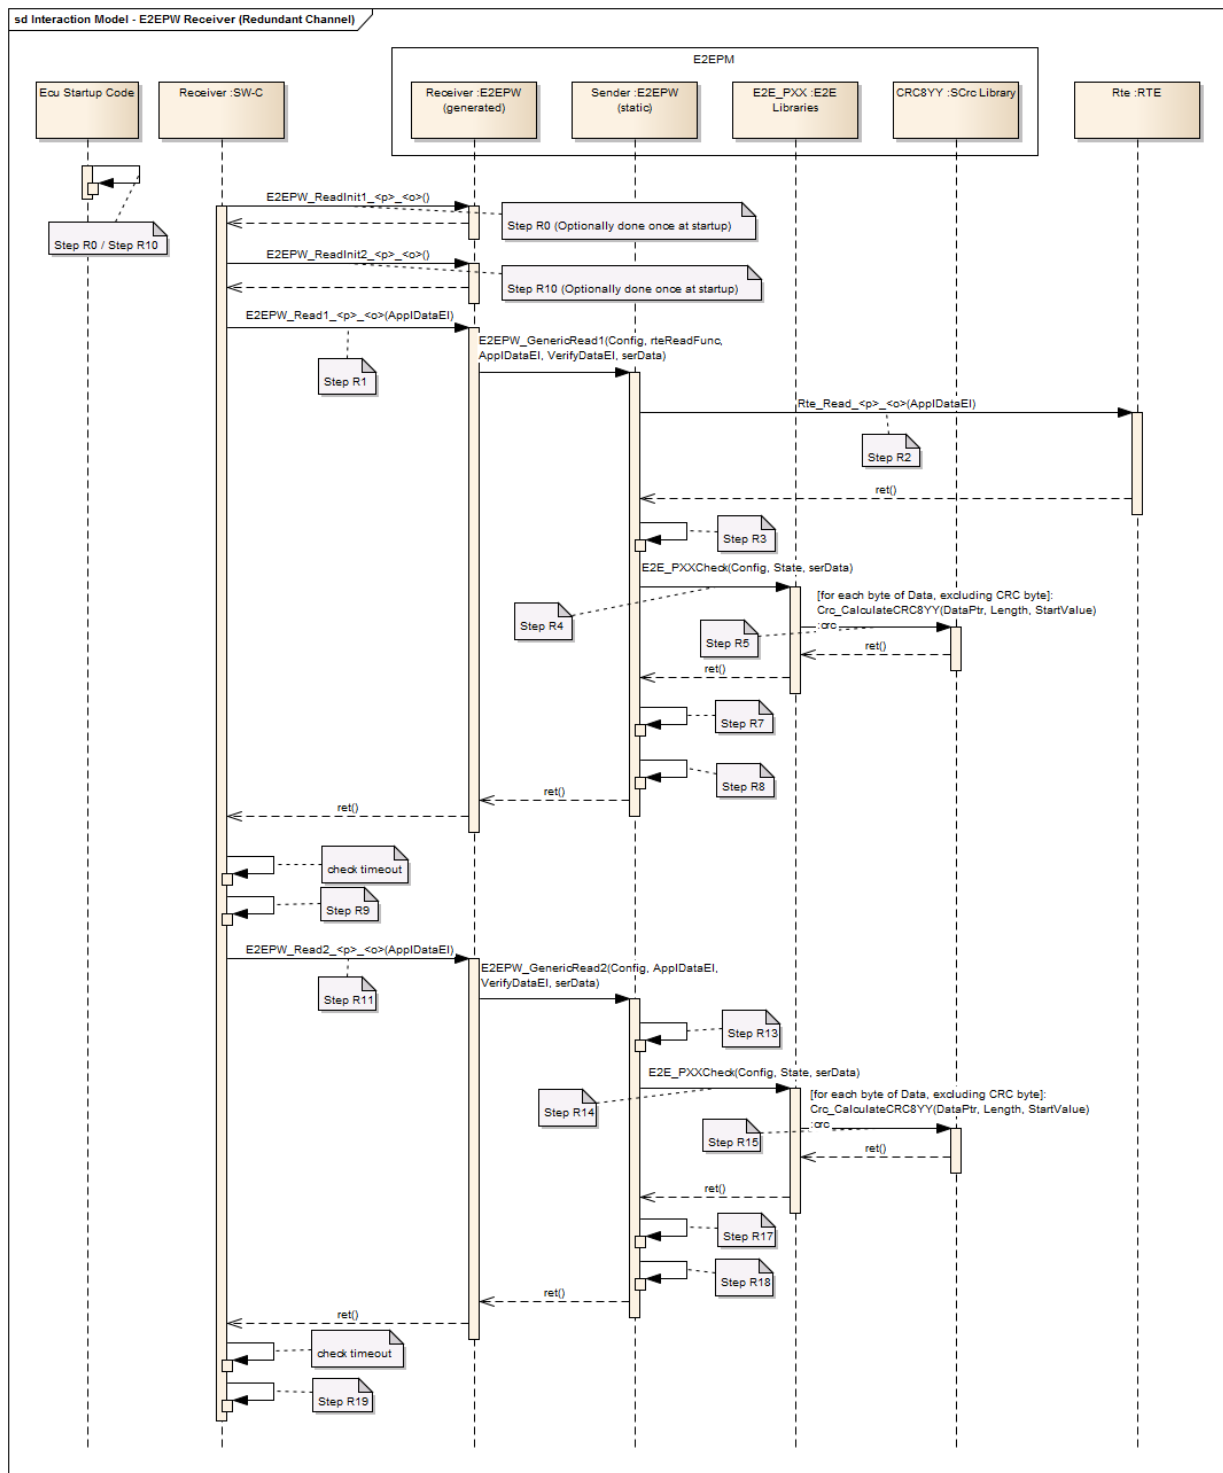 sd Interaction Model - E2EPW Receiver (Redundant Channel)
E2EPM
Ecu Startup Code
Receiver :SW-C
Receiver :E2EPW
(generated)
Sender :E2EPW
(static)
E2E_PXX :E2E
Libraries
CRC8YY :SCrc Library
Rte :RTE
E2EPW_ReadInit1_<p>_<o>()
Step R0 / Step R10
Step R0 (Optionally done once at startup)
E2EPW_ReadInit2_<p>_<o>()
Step R10 (Optionally done once at startup)
E2EPW_Read1_<p>_<o>(ApplDataEl)
Step R1
E2EPW_GenericRead1(Config, rteReadFunc,
ApplDataEl, VerifyDataEl, serData)
Rte_Read_<p>_<o>(ApplDataEl)
Step R2
ret()
Step R3
E2E_PXXCheck(Config, State, serData)
Step R4
[for each byte of Data, excluding CRC byte]:
Crc_CalculateCRC8YY(DataPtr, Length, StartValue)
:crc
Step R5
ret()
ret()
Step R7
Step R8
ret()
ret()
check timeout
Step R9
E2EPW_Read2_<p>_<o>(ApplDataEl)
Step R11
E2EPW_GenericRead2(Config, ApplDataEl,
VerifyDataEl, serData)
Step R13
E2E_PXXCheck(Config, State, serData)
Step R14
[for each byte of Data, excluding CRC byte]:
Crc_CalculateCRC8YY(DataPtr, Length, StartValue)
:crc
Step R15
ret()
ret()
Step R17
Step R18
ret()
ret()
check timeout
Step R19